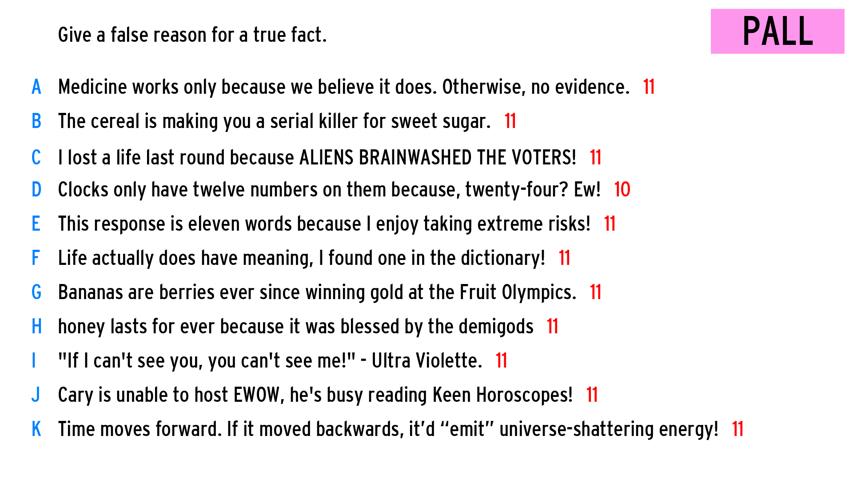 Give a false reason for a true fact.
PALL
A Medicine works only because we believe it does. Otherwise, no evidence. 11
B The cereal is making you a serial killer for sweet sugar. 11
C I lost a life last round because ALIENS BRAINWASHED THE VOTERS! 11
D Clocks only have twelve numbers on them because, twenty-four? Ew! 10
E This response is eleven words because I enjoy taking extreme risks! 11
F Life actually does have meaning, I found one in the dictionary! 11
G Bananas are berries ever since winning gold at the Fruit Olympics. 11
H honey lasts for ever because it was blessed by the demigods 11
I "If I can't see you, you can't see me!" - Ultra Violette. 11
J Cary is unable to host EWOW, he's busy reading Keen Horoscopes! 11
K Time moves forward. If it moved backwards, it’d “emit” universe-shattering energy! 11